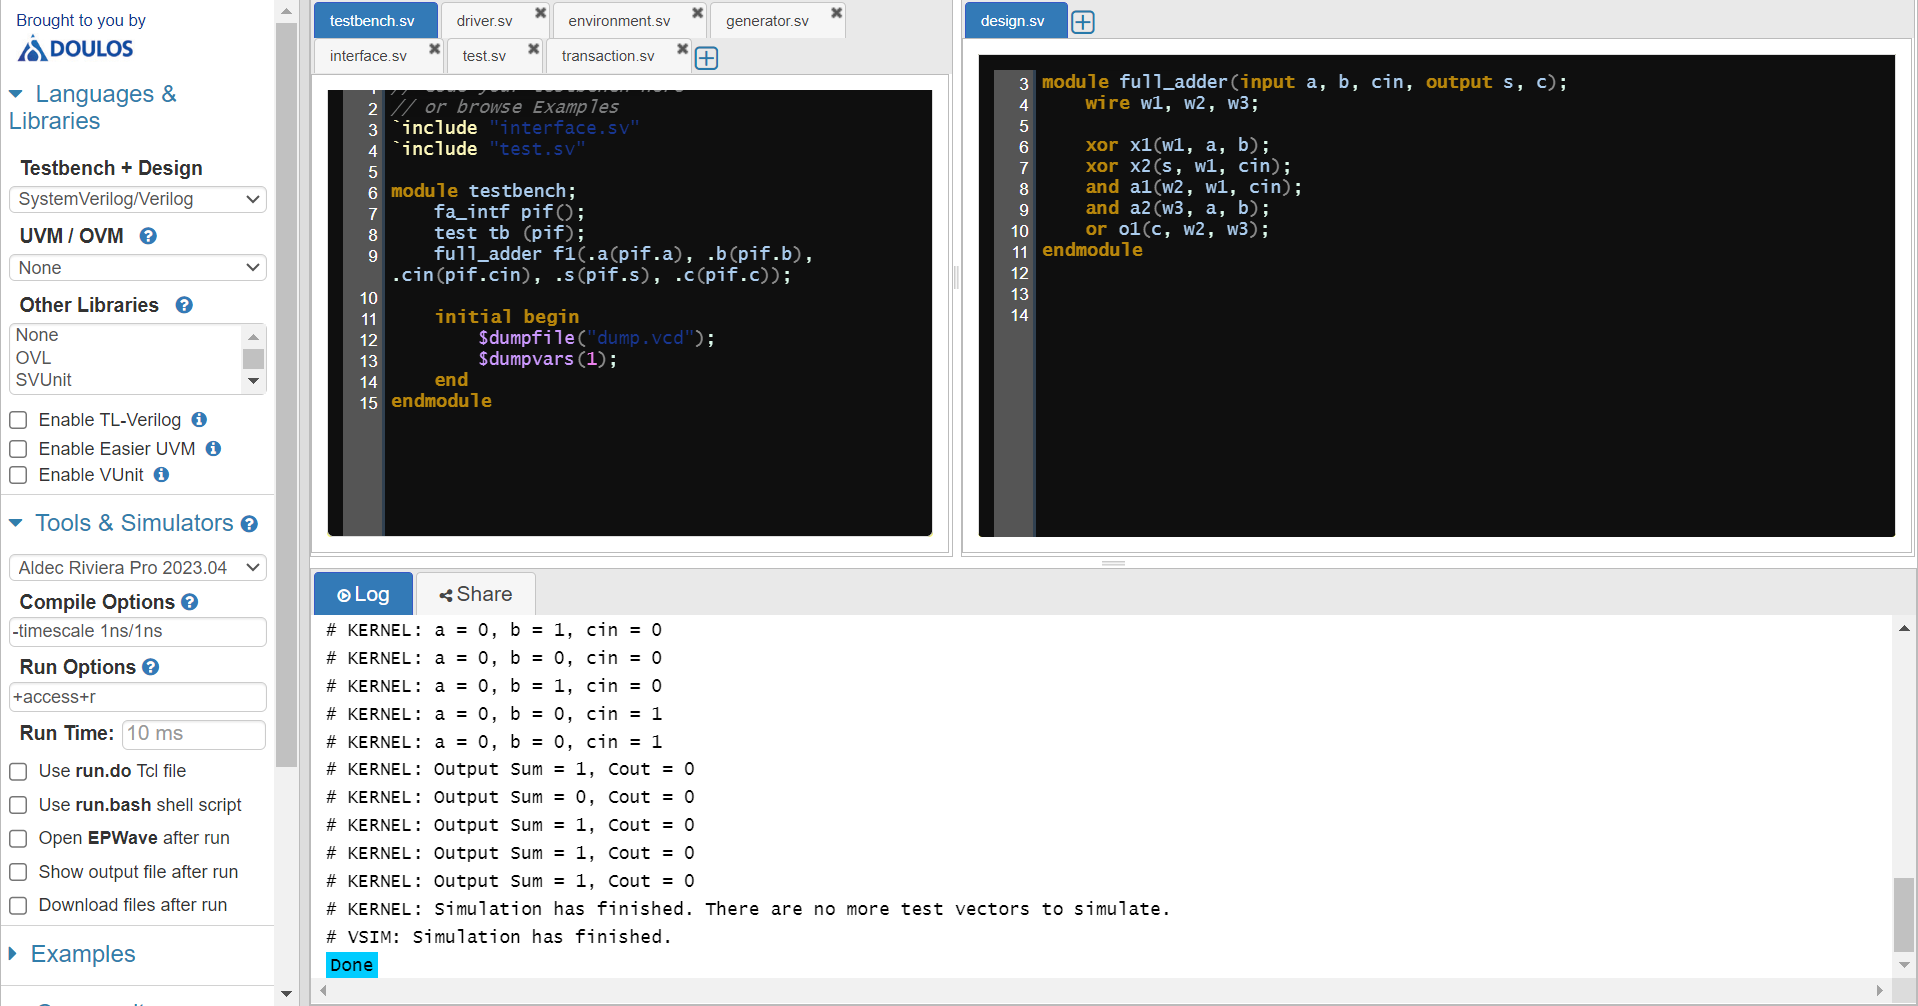 Brought to you by
DOULOS
Languages & Libraries
Testbench + Design
SystemVerilog/Verilog
UVM / OVM
None
Other Libraries
None
OVL
SVUnit
Enable TL-Verilog
Enable Easier UVM
Enable VUnit
Tools & Simulators
Aldec Riviera Pro 2023.04
Compile Options
-timescale 1ns/1ns
Run Options
+access+r
Run Time: 10 ms
Use run.do Tcl file
Use run.bash shell script
Open EPWave after run
Show output file after run
Download files after run
Examples
testbench.sv
driver.sv
environment.sv
generator.sv
interface.sv
test.sv
transaction.sv
1 // Code your testbench here
2 // or browse Examples
3 `include "interface.sv"
4 `include "test.sv"
5
6 module testbench;
7 fa_intf pif();
8 test tb (pif);
9 full_adder f1(.a(pif.a), .b(pif.b),
.cin(pif.cin), .s(pif.s), .c(pif.c));
10
11 initial begin
12 $dumpfile("dump.vcd");
13 $dumpvars(1);
14 end
15 endmodule
design.sv
3 module full_adder(input a, b, cin, output s, c);
4 wire w1, w2, w3;
5
6 xor x1(w1, a, b);
7 xor x2(s, w1, cin);
8 and a1(w2, w1, cin);
9 and a2(w3, a, b);
10 or o1(c, w2, w3);
11 endmodule
12
13
14
Log
Share
# KERNEL: a = 0, b = 1, cin = 0
# KERNEL: a = 0, b = 0, cin = 0
# KERNEL: a = 0, b = 1, cin = 0
# KERNEL: a = 0, b = 0, cin = 1
# KERNEL: a = 0, b = 0, cin = 1
# KERNEL: Output Sum = 1, Cout = 0
# KERNEL: Output Sum = 0, Cout = 0
# KERNEL: Output Sum = 1, Cout = 0
# KERNEL: Output Sum = 1, Cout = 0
# KERNEL: Output Sum = 1, Cout = 0
# KERNEL: Simulation has finished. There are no more test vectors to simulate.
# VSIM: Simulation has finished.
Done